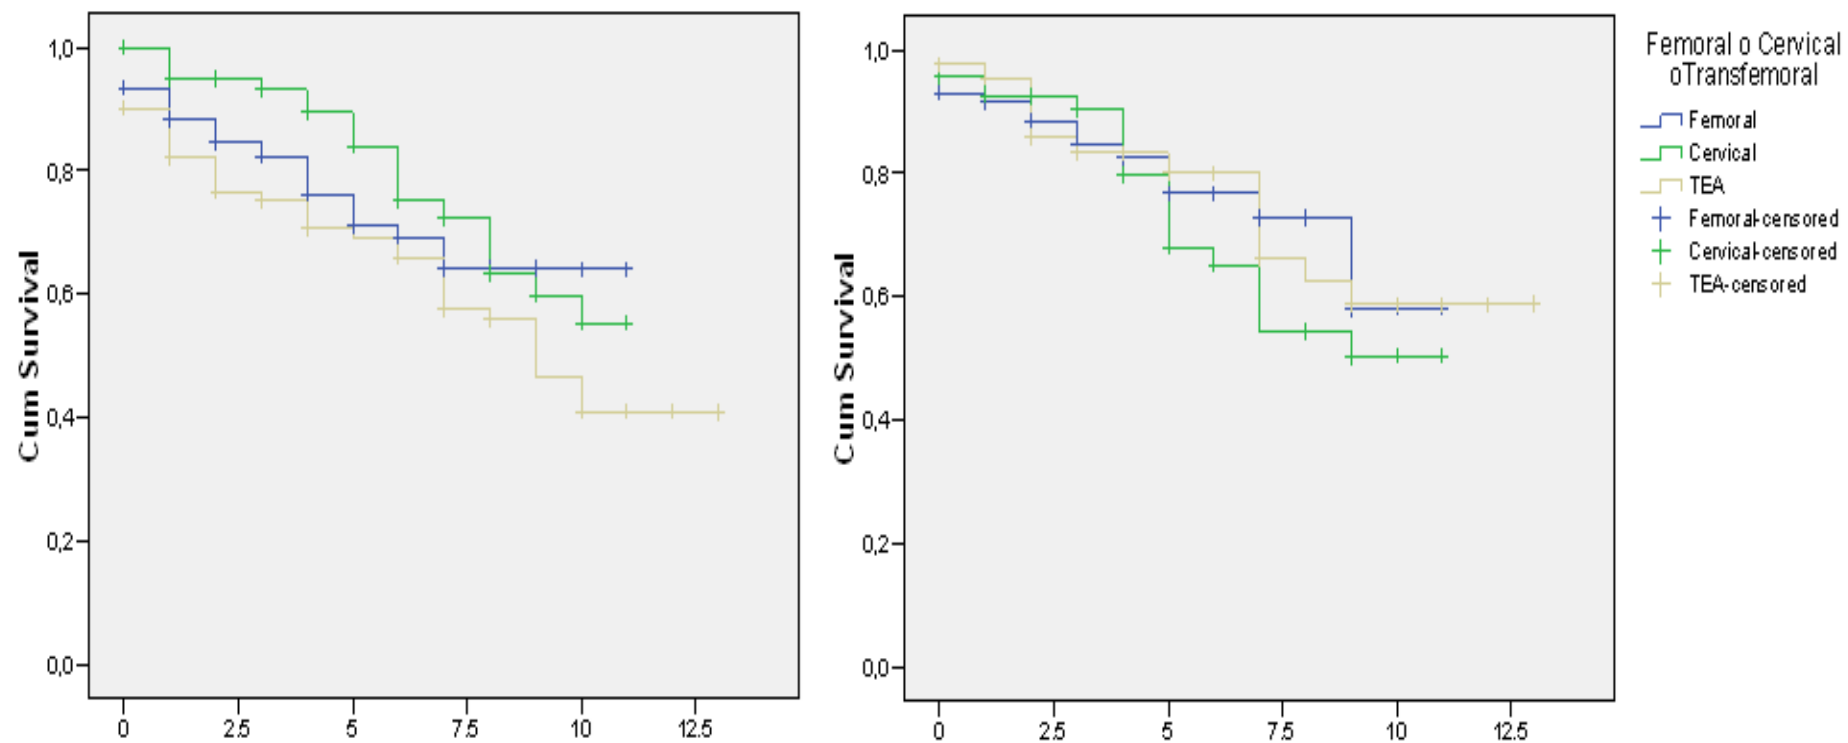 Cum Survival
1,0
0,8
0,6
0,4
0,2
0,0
0 2.5 5 7.5 10 12.5
Cum Survival
1,0
0,8
0,6
0,4
0,2
0,0
0 2.5 5 7.5 10 12.5
Femoral o Cervical
oTransfemoral
Femoral
Cervical
TEA
Femoral-censored
Cervical-censored
TEA-censored